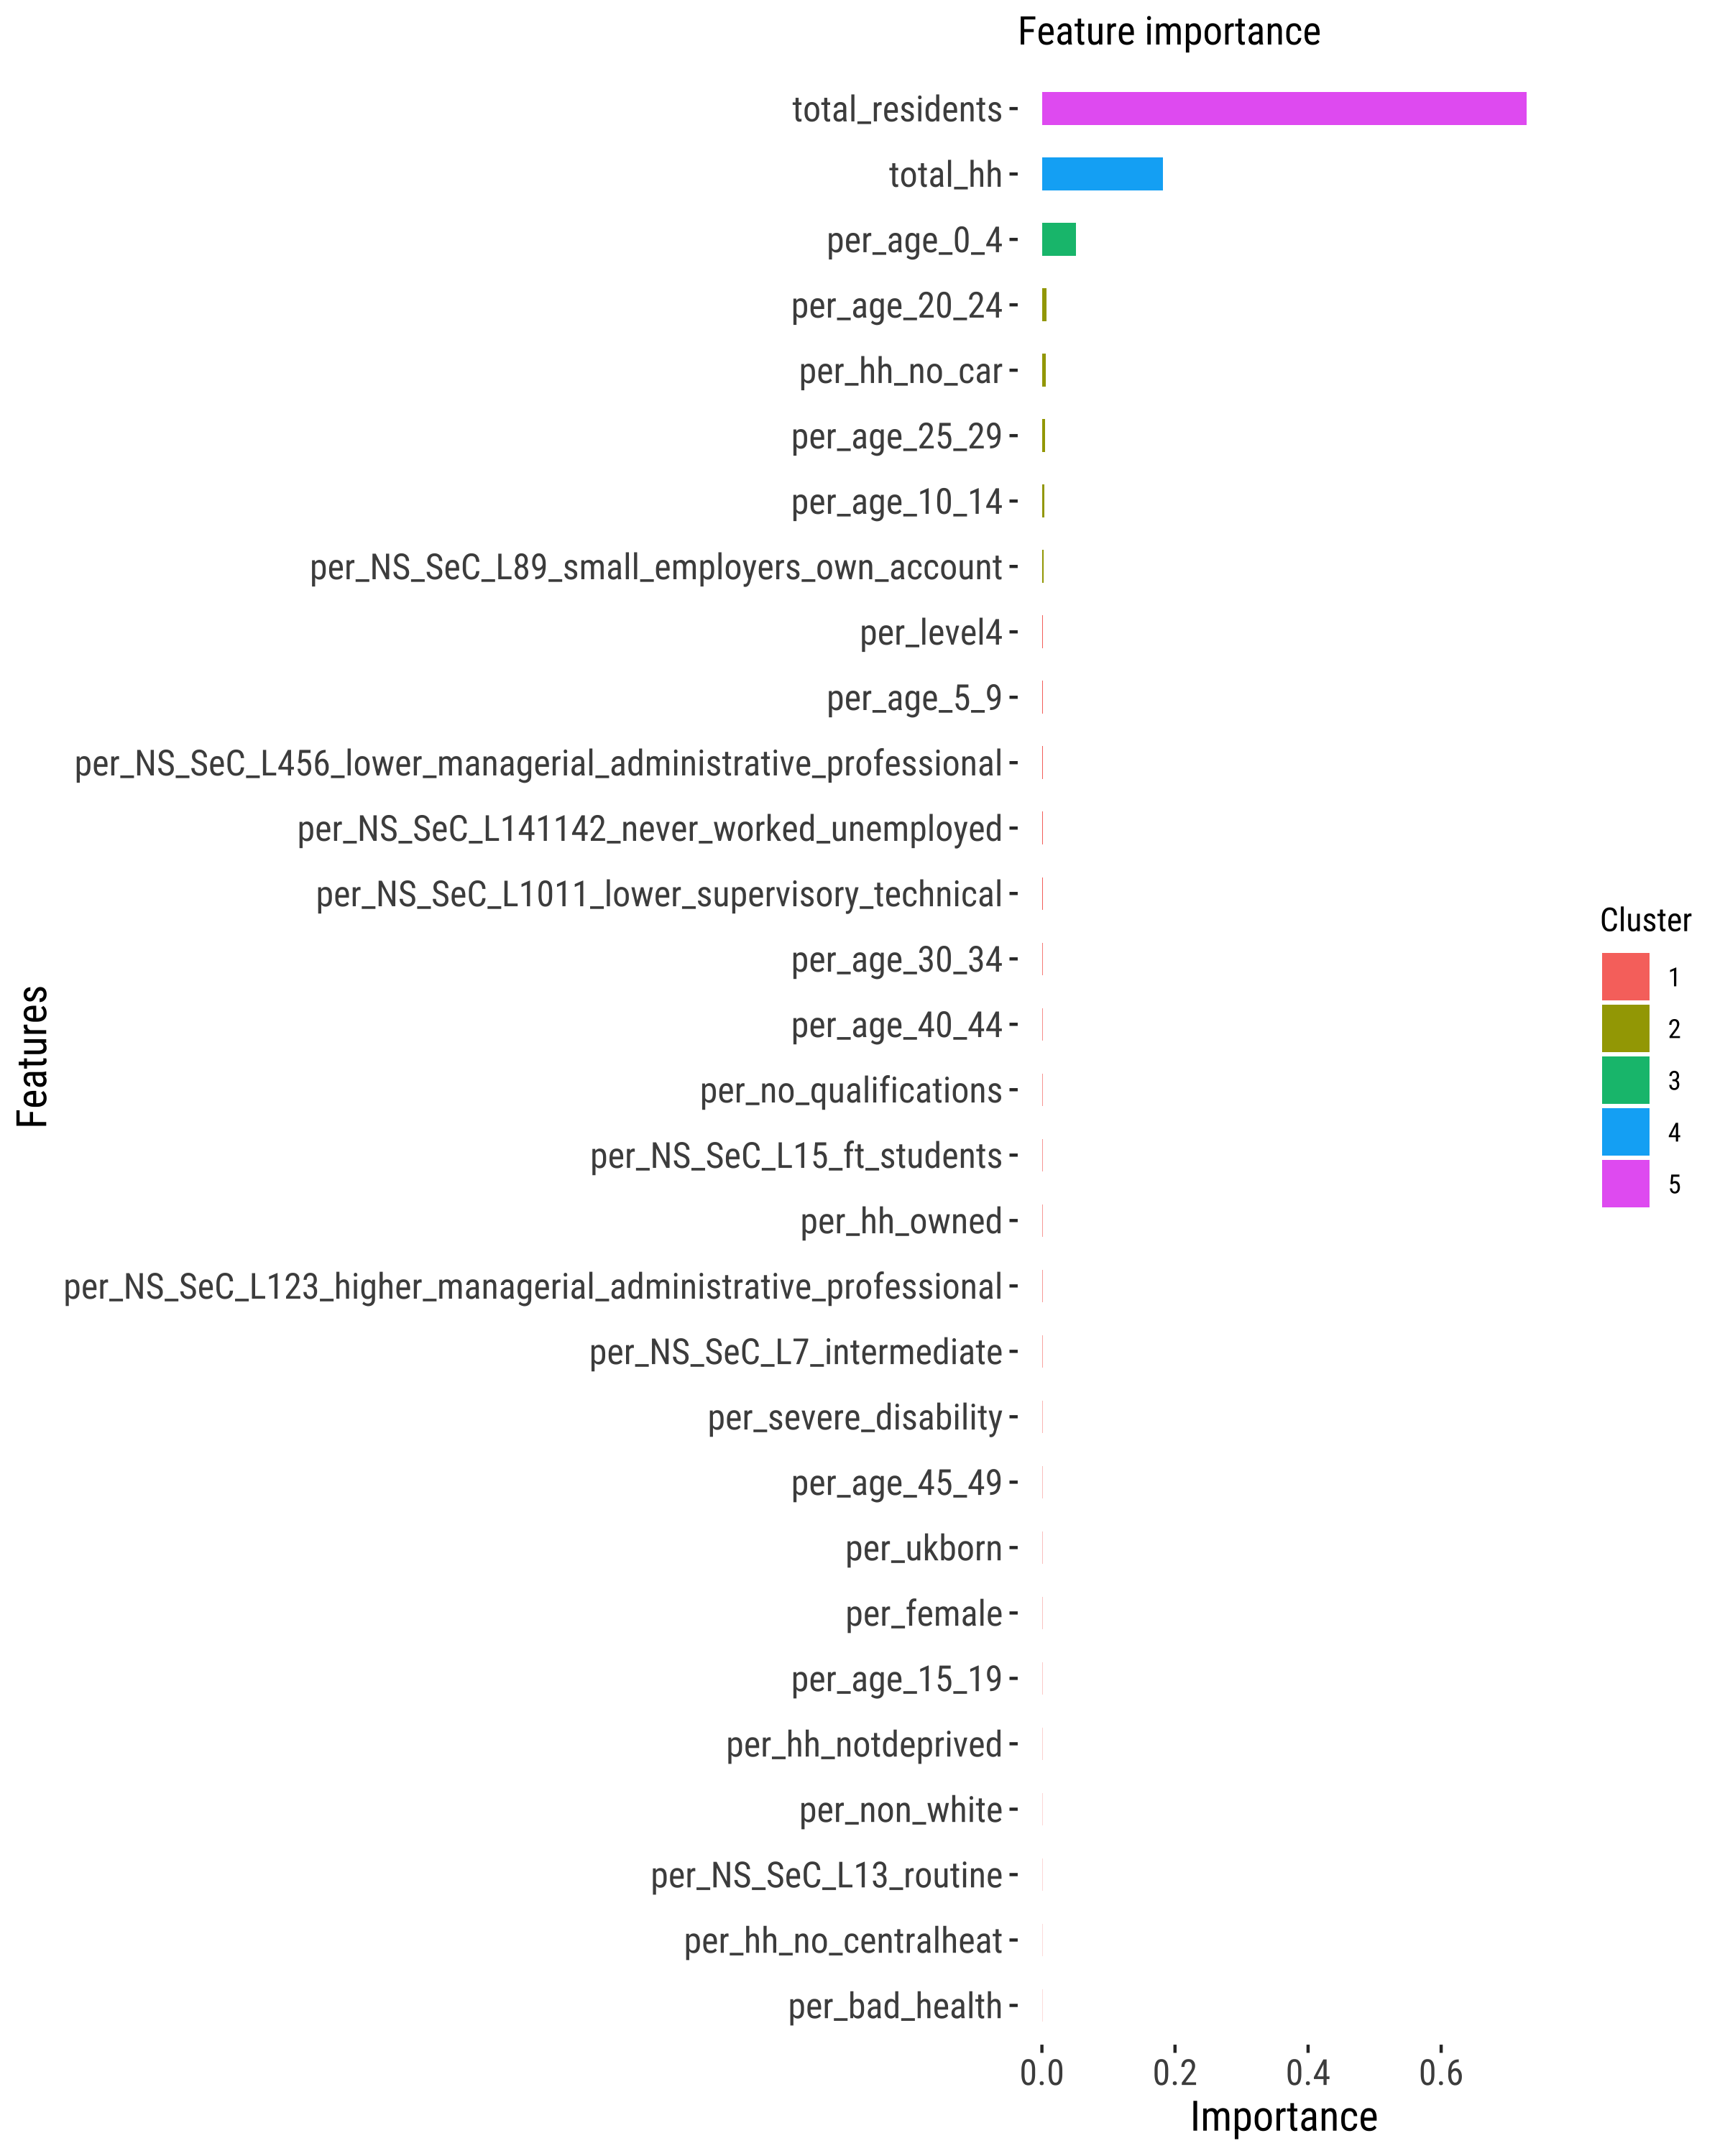 Feature importance
total_residents
total_hh
per_age_0_4
per_age_20_24
per_hh_no_car
per_age_25_29
per_age_10_14
per_NS_SeC_L89_small_employers_own_account
per_level4
per_age_5_9
per_NS_SeC_L456_lower_managerial_administrative_professional
per_NS_SeC_L141142_never_worked_unemployed
per_NS_SeC_L1011_lower_supervisory_technical
per_age_30_34
per_age_40_44
per_no_qualifications
per_NS_SeC_L15_ft_students
per_hh_owned
per_NS_SeC_L123_higher_managerial_administrative_professional
per_NS_SeC_L7_intermediate
per_severe_disability
per_age_45_49
per_ukborn
per_female
per_age_15_19
per_hh_notdeprived
per_non_white
per_NS_SeC_L13_routine
per_hh_no_centralheat
per_bad_health
Features
0.0 0.2 0.4 0.6
Importance
Cluster
1
2
3
4
5